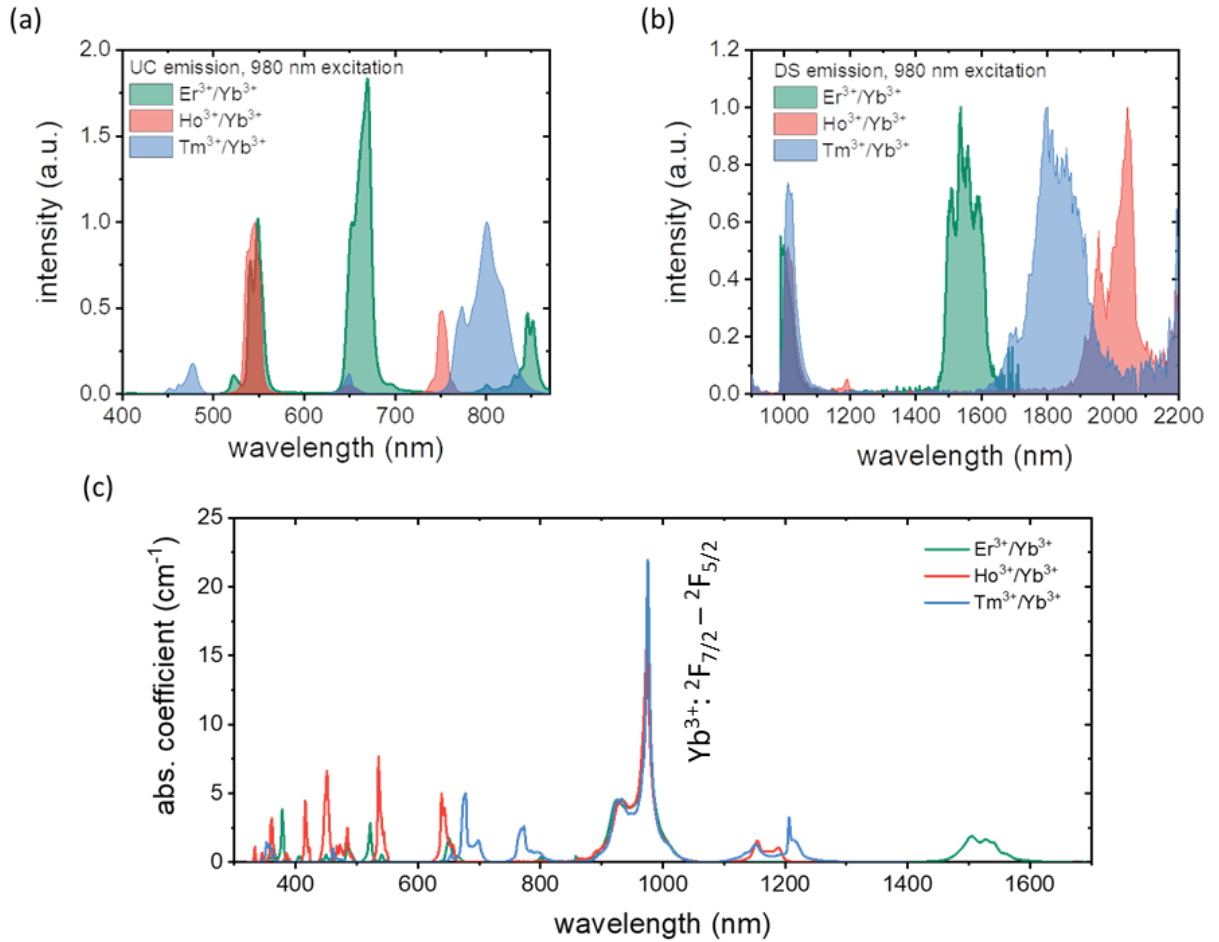 (a)
2.0
1.5
1.0
0.5
0.0
intensity (a.u.)
UC emission, 980 nm excitation
Er³⁺/Yb³⁺
Ho³⁺/Yb³⁺
Tm³⁺/Yb³⁺
400 500 600 700 800
wavelength (nm)
(b)
1.2
1.0
0.8
0.6
0.4
0.2
0.0
intensity (a.u.)
DS emission, 980 nm excitation
Er³⁺/Yb³⁺
Ho³⁺/Yb³⁺
Tm³⁺/Yb³⁺
1000 1200 1400 1600 1800 2000 2200
wavelength (nm)
(c)
25
20
15
10
5
0
abs. coefficient (cm⁻¹)
Yb³⁺: ²F₇/₂ – ²F₅/₂
Er³⁺/Yb³⁺
Ho³⁺/Yb³⁺
Tm³⁺/Yb³⁺
400 600 800 1000 1200 1400 1600
wavelength (nm)